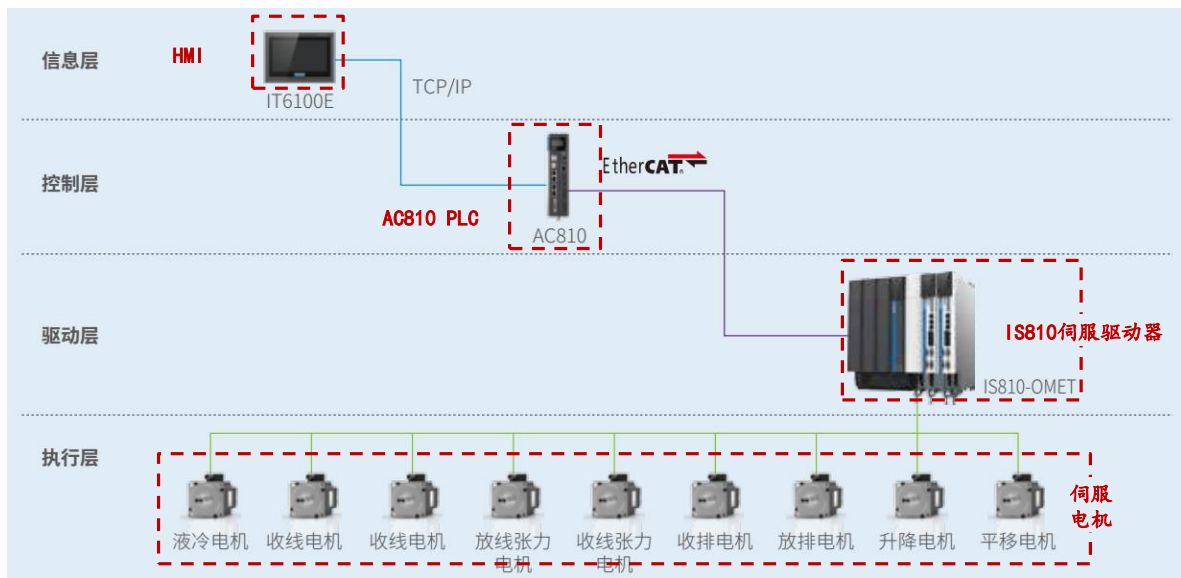 信息层
HMI
IT6100E
TCP/IP
控制层
EtherCAT
AC810 PLC
AC810
驱动层
IS810伺服驱动器
IS810-OMET
执行层
伺服
电机
液冷电机
收线电机
收线电机
放线张力
电机
收线张力
电机
收排电机
放排电机
升降电机
平移电机